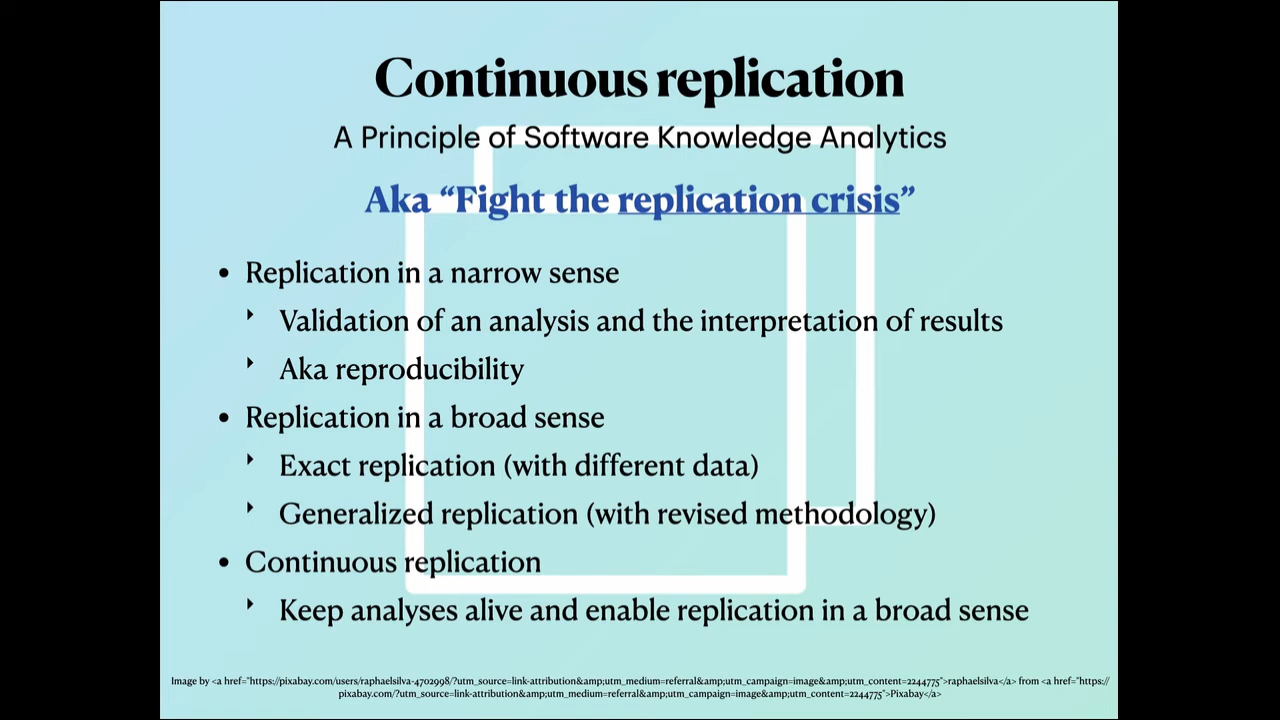 Continuous replication
A Principle of Software Knowledge Analytics
Aka “Fight the replication crisis”
• Replication in a narrow sense
‣ Validation of an analysis and the interpretation of results
‣ Aka reproducibility
• Replication in a broad sense
‣ Exact replication (with different data)
‣ Generalized replication (with revised methodology)
• Continuous replication
‣ Keep analyses alive and enable replication in a broad sense
Image by <a href="https://pixabay.com/users/raphaelsilva-4702998/?utm_source=link-attribution&amp;utm_medium=referral&amp;utm_campaign=image&amp;utm_content=2244775">raphaelsilva</a> from <a href="https://
pixabay.com/?utm_source=link-attribution&amp;utm_medium=referral&amp;utm_campaign=image&amp;utm_content=2244775">Pixabay</a>